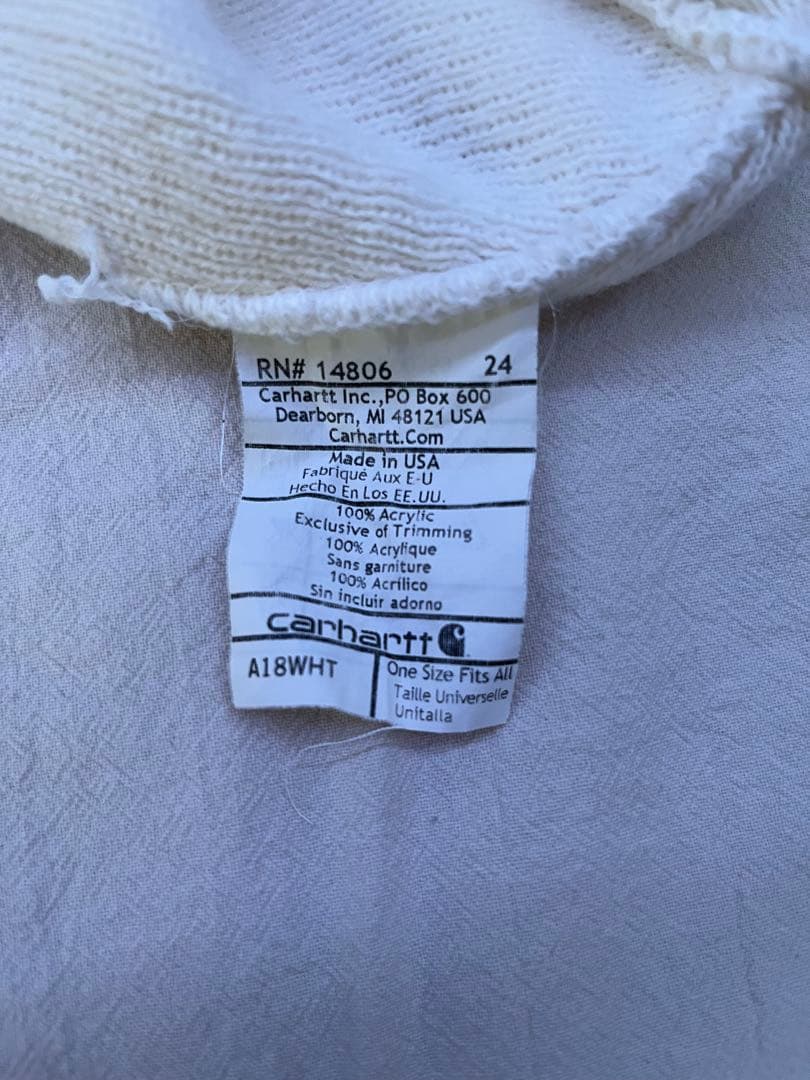 RN# 14806 24
Carhartt Inc.,PO Box 600
Dearborn, MI 48121 USA
Carhartt.Com
Made in USA
Fabriqué Aux E-U
Hecho En Los EE.UU.
100% Acrylic
Exclusive of Trimming
100% Acrylique
Sans garniture
100% Acrílico
Sin incluir adorno
carhartt
A18WHT
One Size Fits All
Taille Universelle
Unitalla